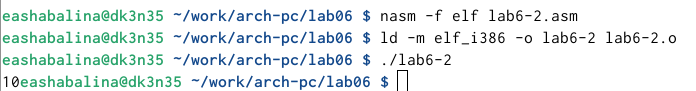 eashabalina@dk3n35 ~/work/arch-pc/lab06 $ nasm -f elf lab6-2.asm
eashabalina@dk3n35 ~/work/arch-pc/lab06 $ ld -m elf_i386 -o lab6-2 lab6-2.o
eashabalina@dk3n35 ~/work/arch-pc/lab06 $ ./lab6-2
10eashabalina@dk3n35 ~/work/arch-pc/lab06 $